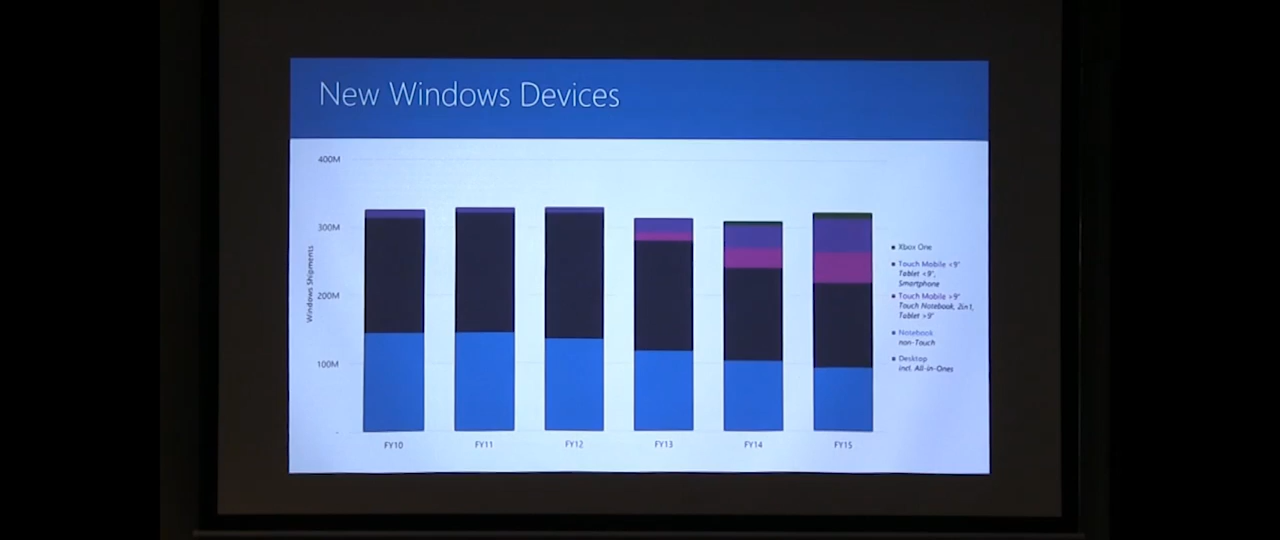 New Windows Devices
400M
300M
200M
100M
-
Windows Shipments
FY10
FY11
FY12
FY13
FY14
FY15
Xbox One
Touch Mobile <9"
Tablet <9",
Smartphone
Touch Mobile >9"
Touch Notebook, 2in1,
Tablet >9"
Notebook
non-Touch
Desktop
incl. All-in-Ones